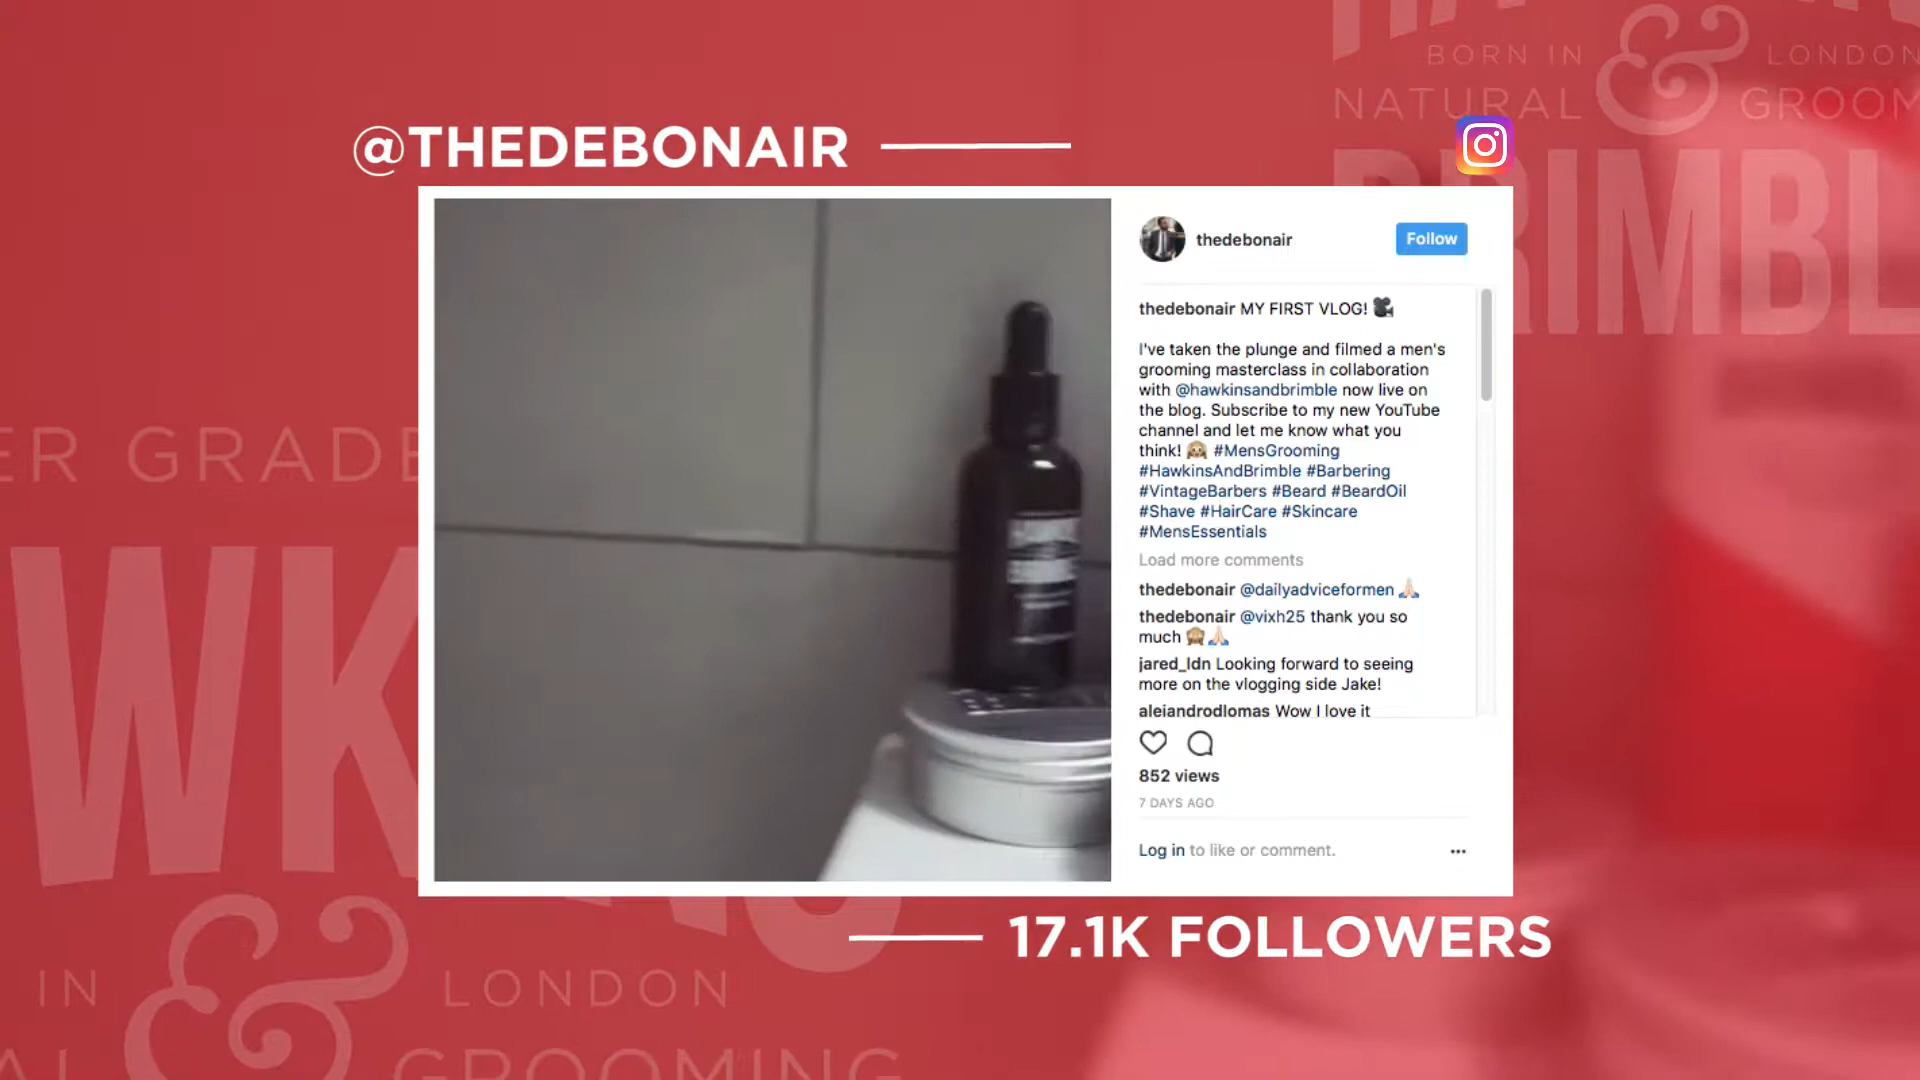 BORN IN & LONDON
NATURAL GROOM
BRIMBL
@THEDEBONAIR
thedebonair
Follow
thedebonair MY FIRST VLOG! 🎥
I've taken the plunge and filmed a men's
grooming masterclass in collaboration
with @hawkinsandbrimble now live on
the blog. Subscribe to my new YouTube
channel and let me know what you
think! 🙈 #MensGrooming
#HawkinsAndBrimble #Barbering
#VintageBarbers #Beard #BeardOil
#Shave #HairCare #Skincare
#MensEssentials
Load more comments
thedebonair @dailyadviceformen 🙏🏻
thedebonair @vixh25 thank you so
much 🙈🙏🏻
jared_ldn Looking forward to seeing
more on the vlogging side Jake!
alejandrodlomas Wow I love it
852 views
7 DAYS AGO
Log in to like or comment.
•••
ER GRADE
WK
17.1K FOLLOWERS
IN & LONDON
AL GROOMING